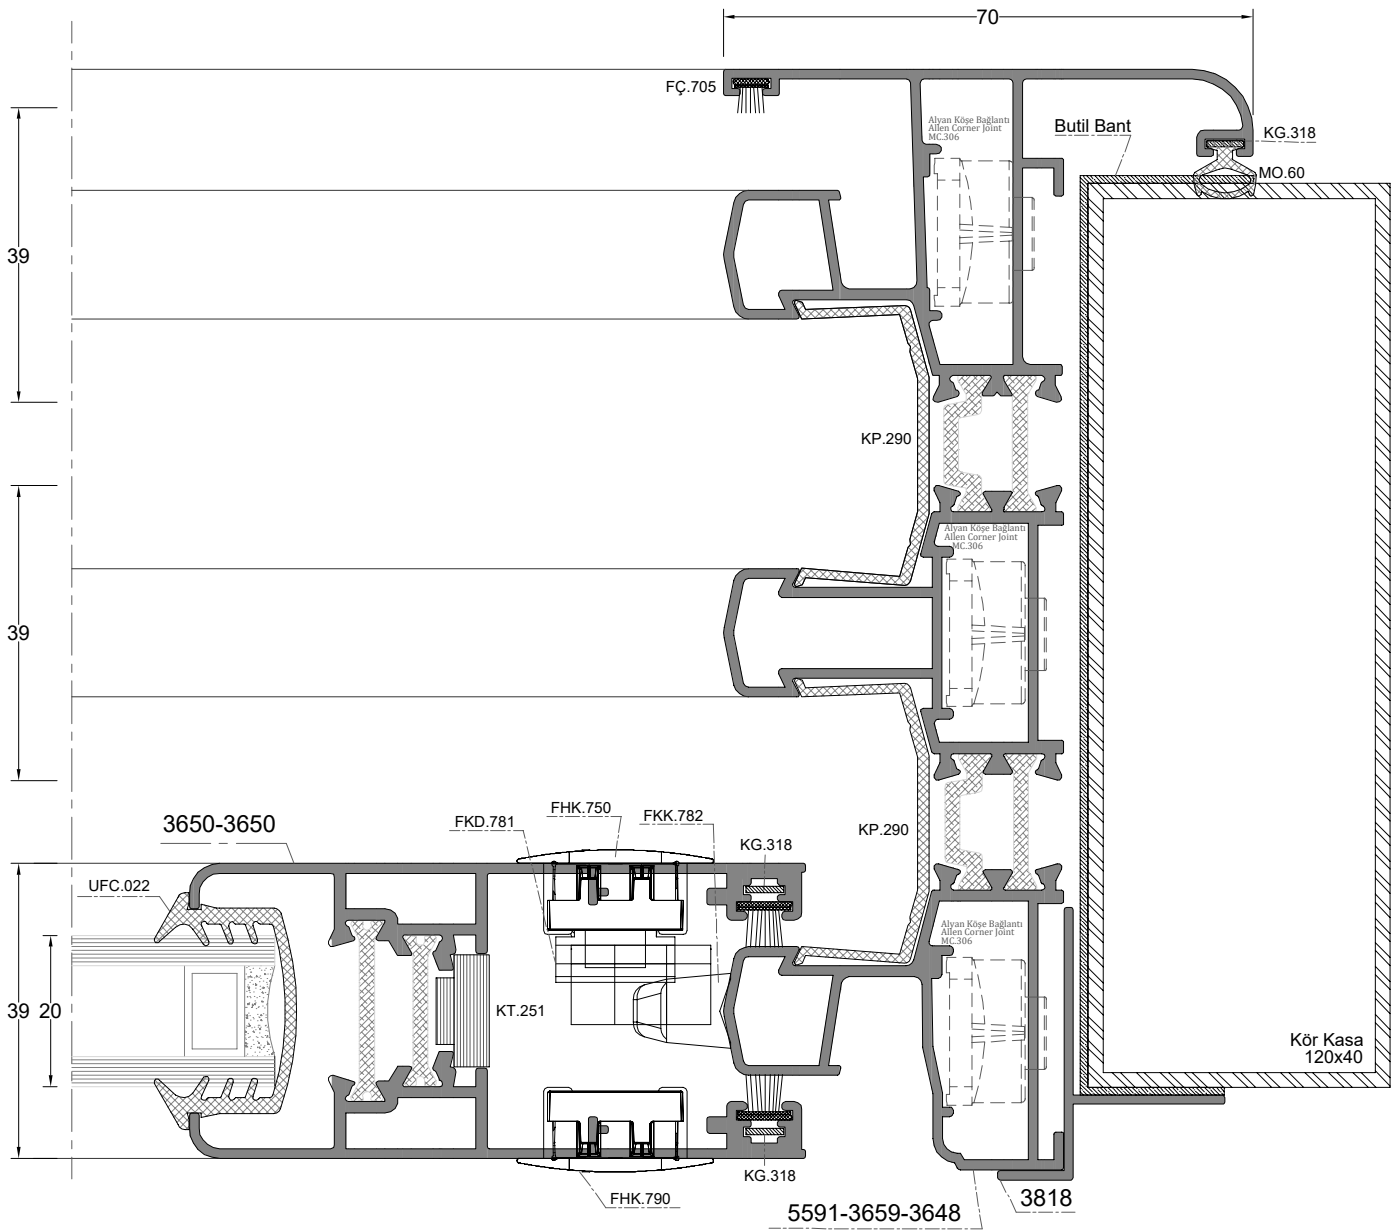 70
FÇ.705
Alyan Köşe Bağlantı
Allen Corner Joint
MC.306
Butil Bant
KG.318
MO.60
39
KP.290
39
Alyan Köşe Bağlantı
Allen Corner Joint
MC.306
3650-3650
FKD.781
FHK.750
FKK.782
KG.318
KP.290
UFC.022
Alyan Köşe Bağlantı
Allen Corner Joint
MC.306
39
20
KT.251
Kör Kasa
120x40
KG.318
FHK.790
5591-3659-3648
3818